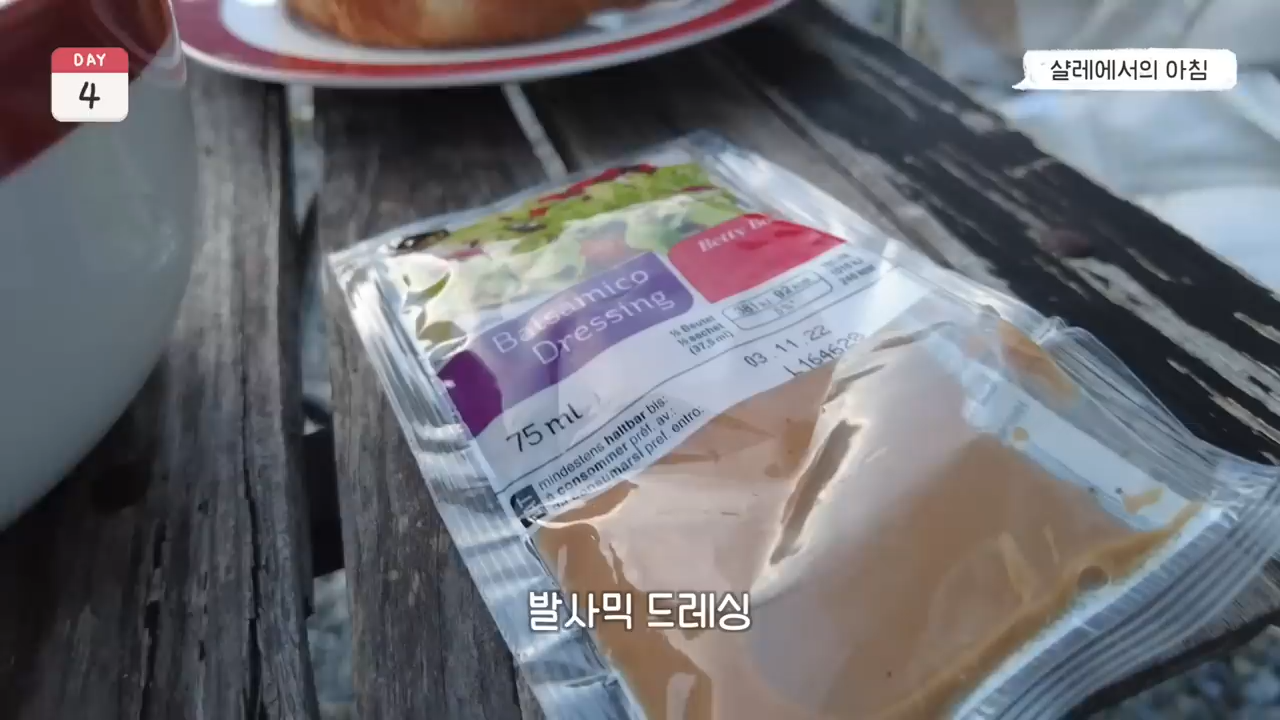 DAY
4
샬레에서의 아침
Betty
Balsamico
Dressing
½ Beutel
½ sachet
(37,5 ml)
03.11.22
75 mL
mindestens haltbar bis:
à consommer préf. av.:
da consumarsi pref. entro:
발사믹 드레싱